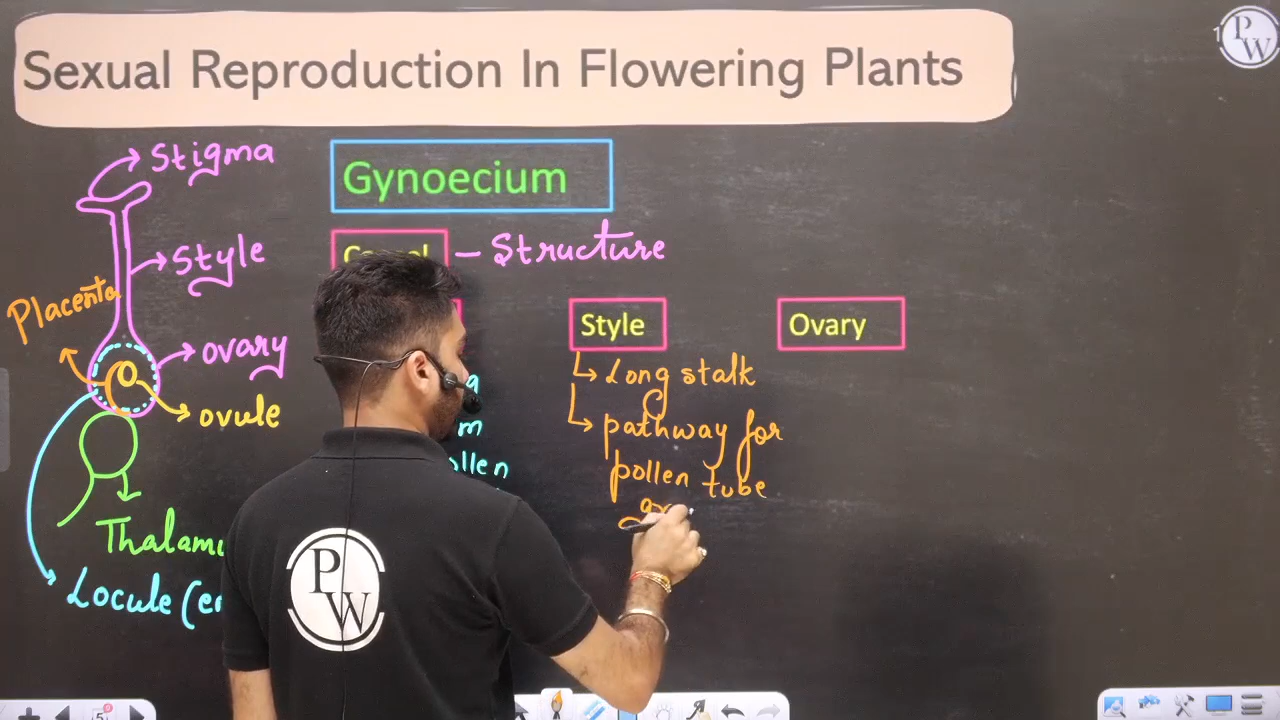 Sexual Reproduction In Flowering Plants
PW
Stigma
Gynoecium
Style
- Structure
Placenta
Style
Ovary
ovary
Long stalk
ovule
pathway for
pollen tube
Locule
PW